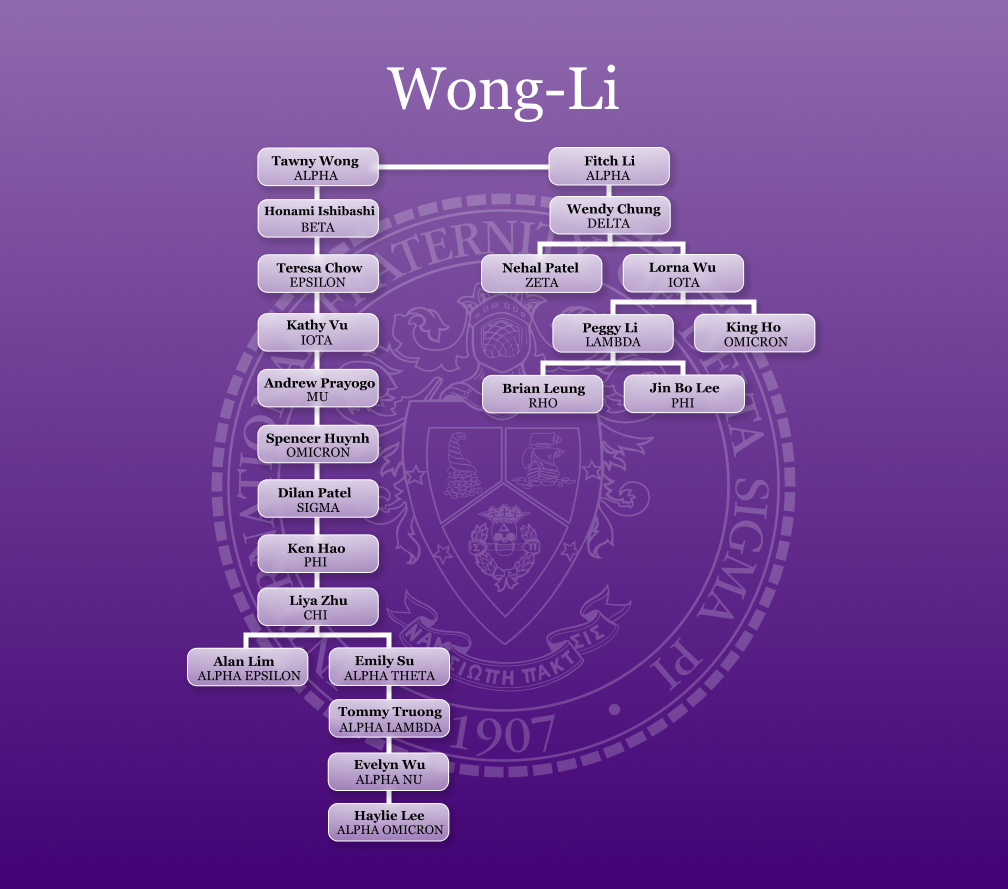 Wong-Li
Tawny Wong
ALPHA
Fitch Li
ALPHA
Honami Ishibashi
BETA
Wendy Chung
DELTA
Teresa Chow
EPSILON
Nehal Patel
ZETA
Lorna Wu
IOTA
Kathy Vu
IOTA
Peggy Li
LAMBDA
King Ho
OMICRON
Andrew Prayogo
MU
Brian Leung
RHO
Jin Bo Lee
PHI
Spencer Huynh
OMICRON
Dilan Patel
SIGMA
Ken Hao
PHI
Liya Zhu
CHI
Alan Lim
ALPHA EPSILON
Emily Su
ALPHA THETA
Tommy Truong
ALPHA LAMBDA
Evelyn Wu
ALPHA NU
Haylie Lee
ALPHA OMICRON
SIGMA PI
1907